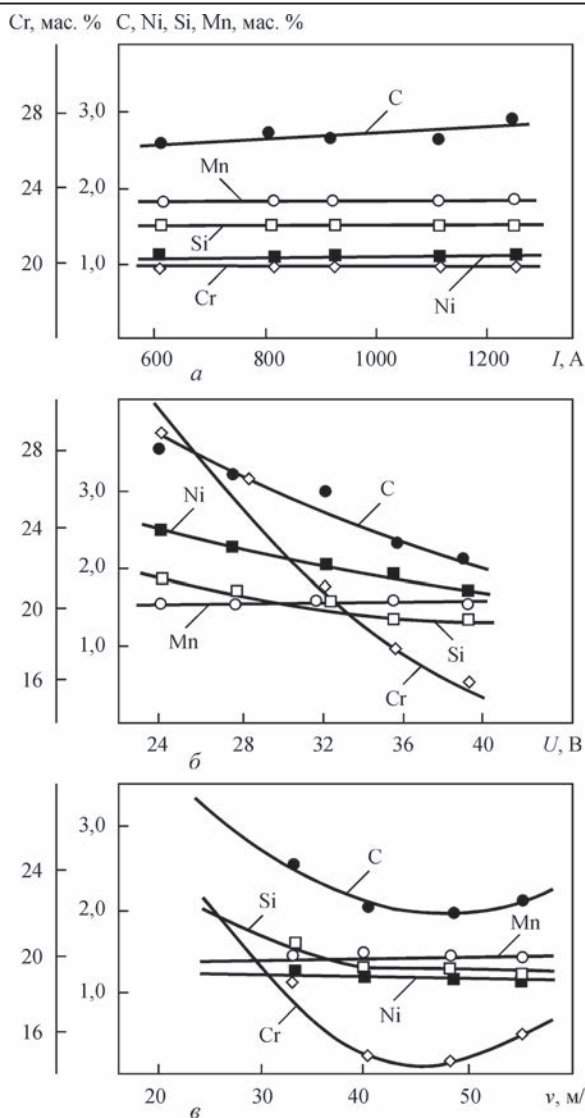 Cr, мас. % C, Ni, Si, Mn, мас. %
28 3,0
C
Mn
24 2,0
Si
20 1,0
Cr Ni
600 800 1000 1200 I, А
а
28
3,0
Ni C
24
2,0
20
Mn Si
1,0
16
Cr
24 28 32 36 40 U, В
б
3,0
24 C
Si
2,0 Mn
20
1,0 Ni
Cr
16
20 30 40 50 v, м/
в